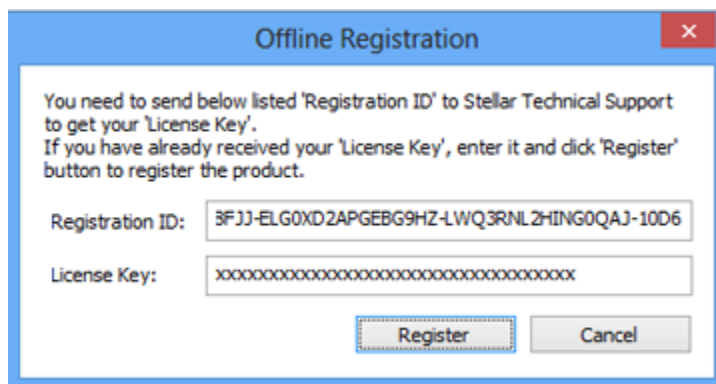 Offline Registration
You need to send below listed 'Registration ID' to Stellar Technical Support
to get your 'License Key'.
If you have already received your 'License Key', enter it and click 'Register'
button to register the product.
Registration ID: 3FJJ-ELG0XD2APGEBG9HZ-LWQ3RNL2HING0QAJ-10D6
License Key: xxxxxxxxxxxxxxxxxxxxxxxxxxxxxxxxxx
Register Cancel